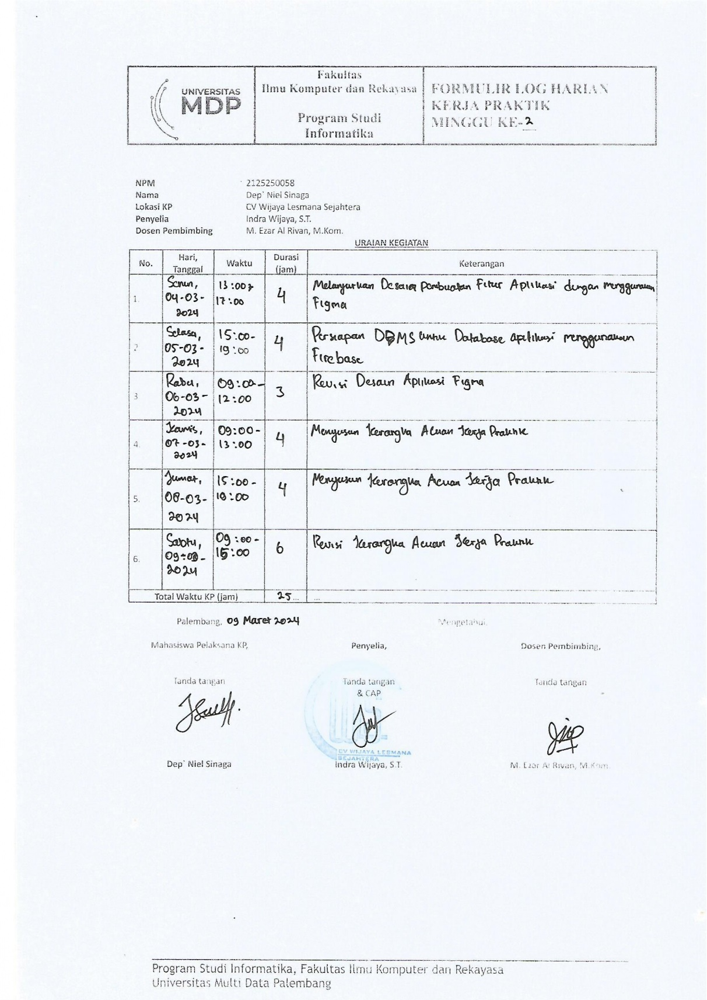 UNIVERSITAS
MDP
Fakultas
Ilmu Komputer dan Rekayasa
Program Studi
Informatika
FORMULIR LOG HARIAN
KERJA PRAKTIK
MINGGU KE-2
NPM : 2125250058
Nama Dep` Niel Sinaga
Lokasi KP CV Wijaya Lesmana Sejahtera
Penyelia Indra Wijaya, S.T.
Dosen Pembimbing M. Ezar Al Rivan, M.Kom.
URAIAN KEGIATAN
No. Hari, Tanggal Waktu Durasi (jam) Keterangan
1. Senin, 04-03-2024 13:00- 17:00 4 Melanjutkan Desain Pembuatan Fitur Aplikasi dengan menggunakan
Figma
2 Selasa, 05-03-2024 15:00-19:00 4 Persiapan DBMS untuk Database aplikasi menggunakan
Firebase
3 Rabu, 06-03-2024 09:00-12:00 3 Revisi Desain Aplikasi Figma
4. Kamis, 07-03-2024 09:00-13:00 4 Menyusun Kerangka Acuan Kerja Praktik
5. Jumat, 08-03-2024 15:00-19:00 4 Menyusun Kerangka Acuan Kerja Praktik
6. Sabtu, 09-03-2024 09:00-15:00 6 Revisi Kerangka Acuan Kerja Praktik
Total Waktu KP (jam) 25... ...
Palembang, 09 Maret 2024 Mengetahui,
Mahasiswa Pelaksana KP, Penyelia, Dosen Pembimbing,
Tanda tangan Tanda tangan Tanda tangan
& CAP
CV WIJAYA LESMANA
SEJAHTERA
Dep` Niel Sinaga Indra Wijaya, S.T. M. Ezar Al Rivan, M.Kom.
Program Studi Informatika, Fakultas Ilmu Komputer dan Rekayasa
Universitas Multi Data Palembang